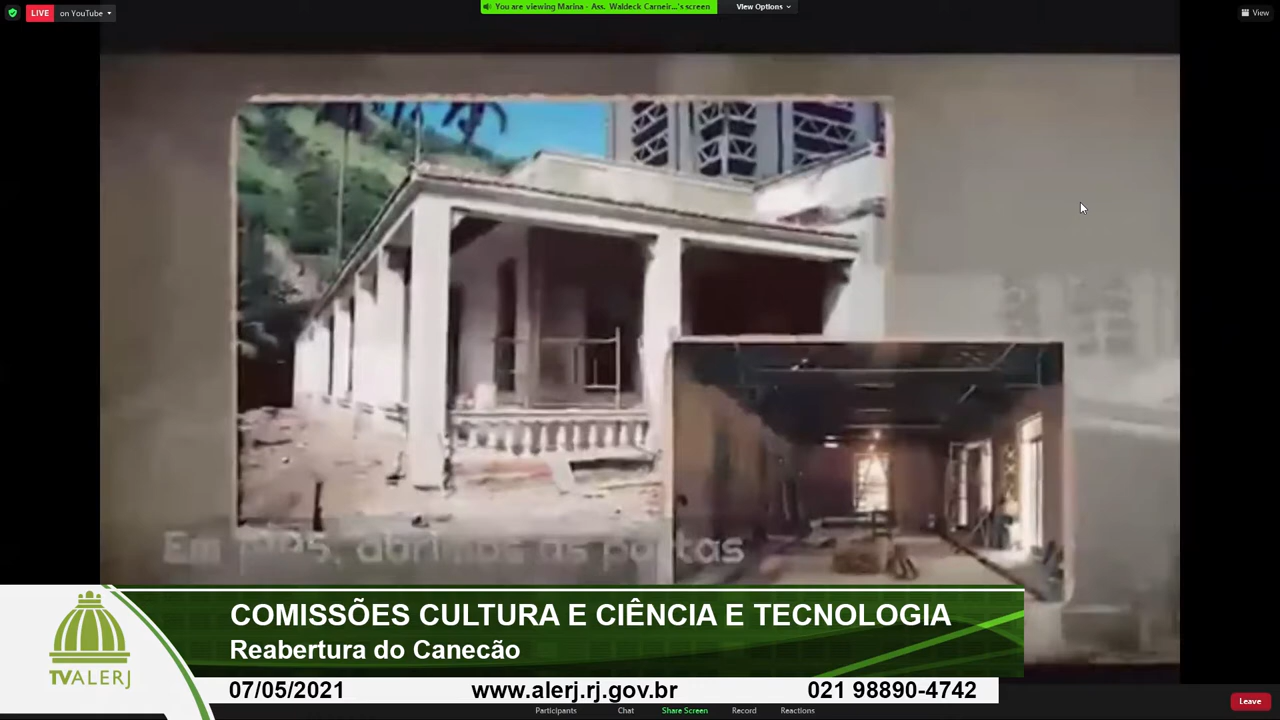 LIVE on YouTube
You are viewing Marina - Ass. Waldeck Carneir...'s screen
View Options
View
Em 1995, abrimos as portas
COMISSÕES CULTURA E CIÊNCIA E TECNOLOGIA
Reabertura do Canecão
TVALERJ
07/05/2021 www.alerj.rj.gov.br 021 98890-4742
Participants Chat Share Screen Record Reactions
Leave